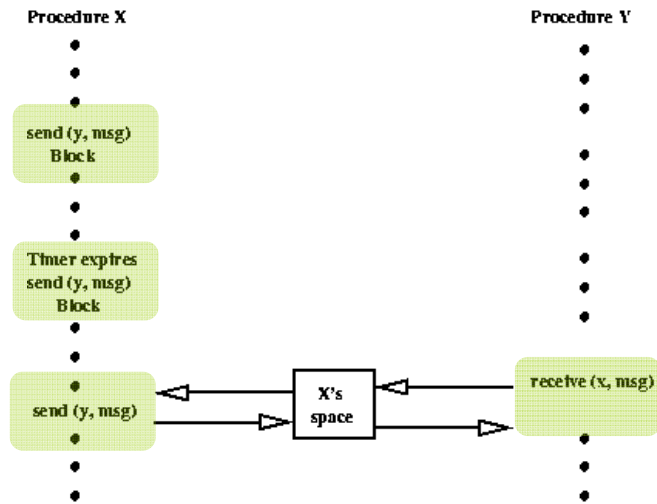 Procedure X
Procedure Y
send (y, msg)
Block
Timer expires
send (y, msg)
Block
send (y, msg)
X's
space
receive (x, msg)